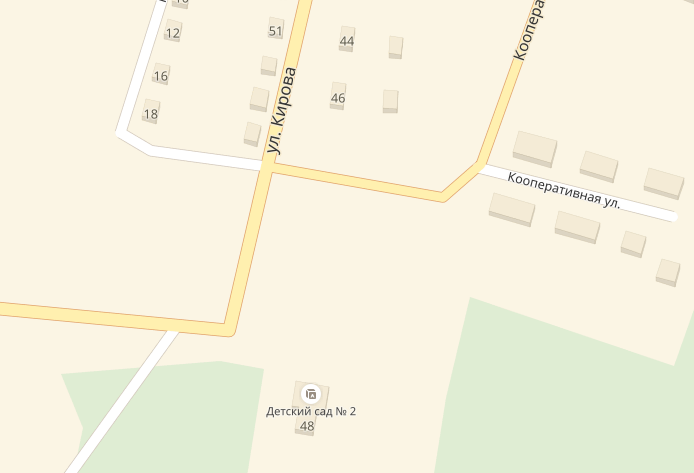 12
51
44
16
46
18
ул. Кирова
Коопера
Кооперативная ул.
Детский сад № 2
48